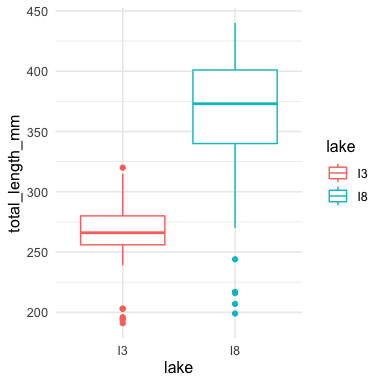 450
400
350
300
250
200
total_length_mm
I3
I8
lake
lake
I3
I8